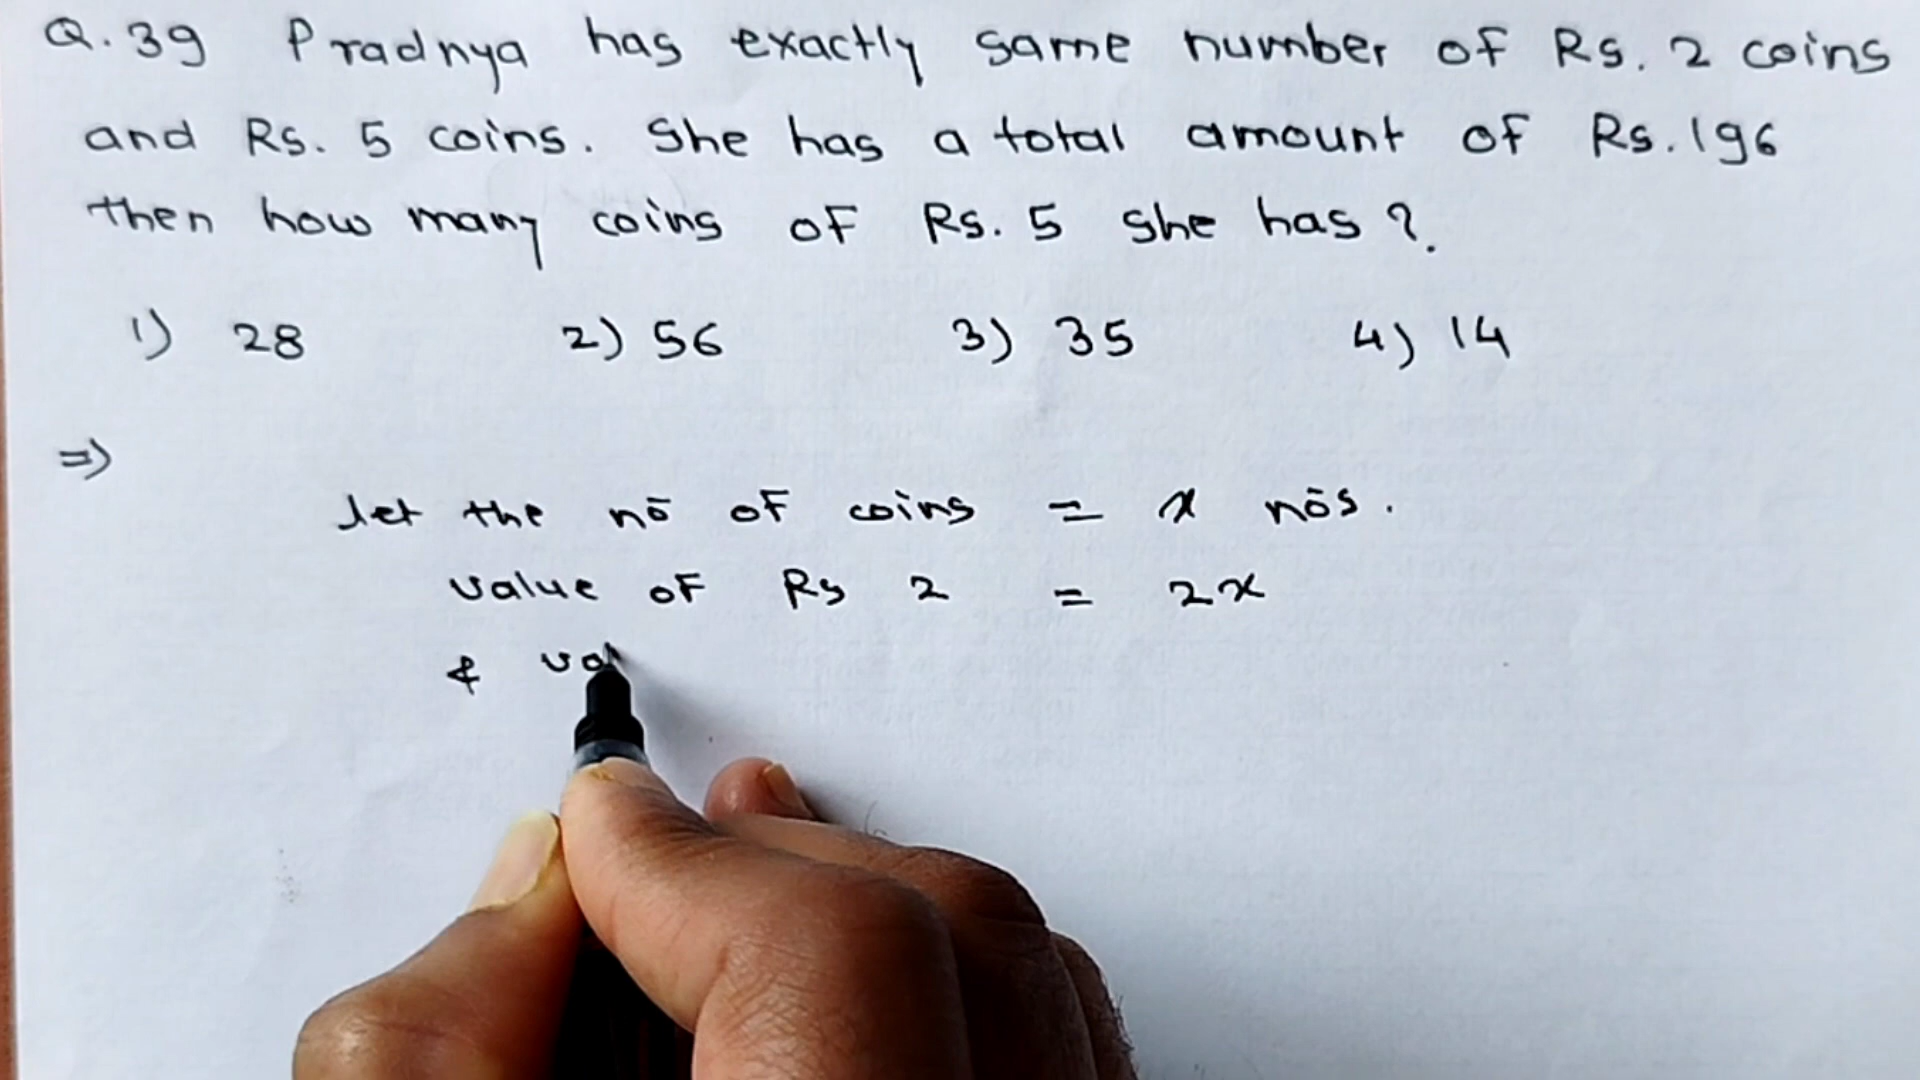 Q.39 Pradnya has exactly same number of Rs. 2 coins
and Rs. 5 coins. She has a total amount of Rs. 196
then how many coins of Rs. 5 she has ?
1) 28 2) 56 3) 35 4) 14
=>
let the no of coins = x nos.
value of Rs 2 = 2x
&